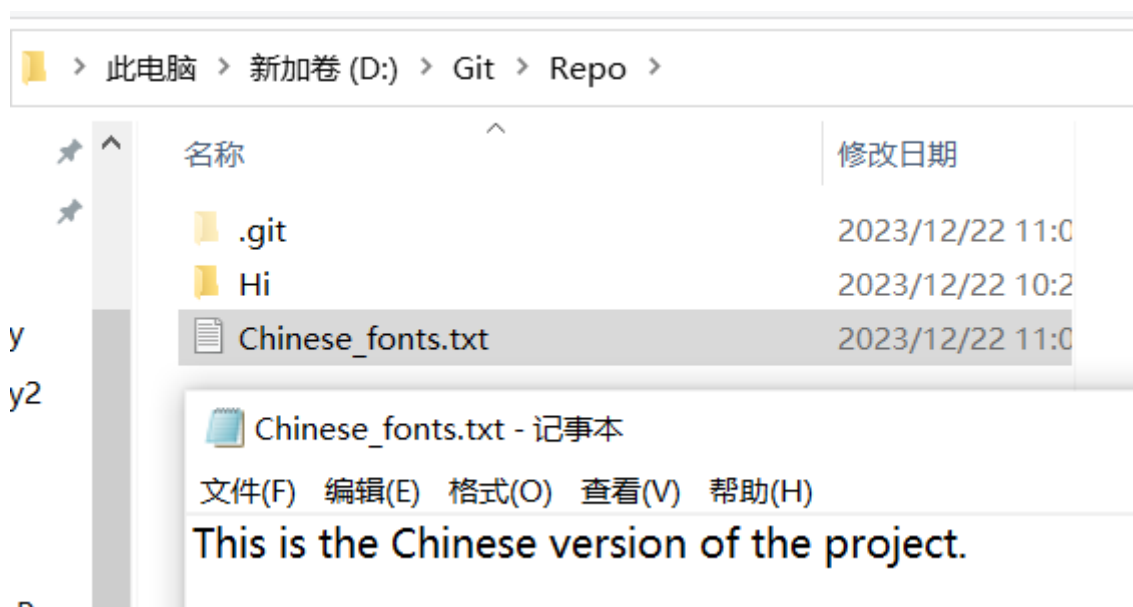 此电脑 > 新加卷 (D:) > Git > Repo >
名称 修改日期
.git 2023/12/22 11:0
Hi 2023/12/22 10:2
y
Chinese_fonts.txt 2023/12/22 11:0
y2
Chinese_fonts.txt - 记事本
文件(F) 编辑(E) 格式(O) 查看(V) 帮助(H)
This is the Chinese version of the project.